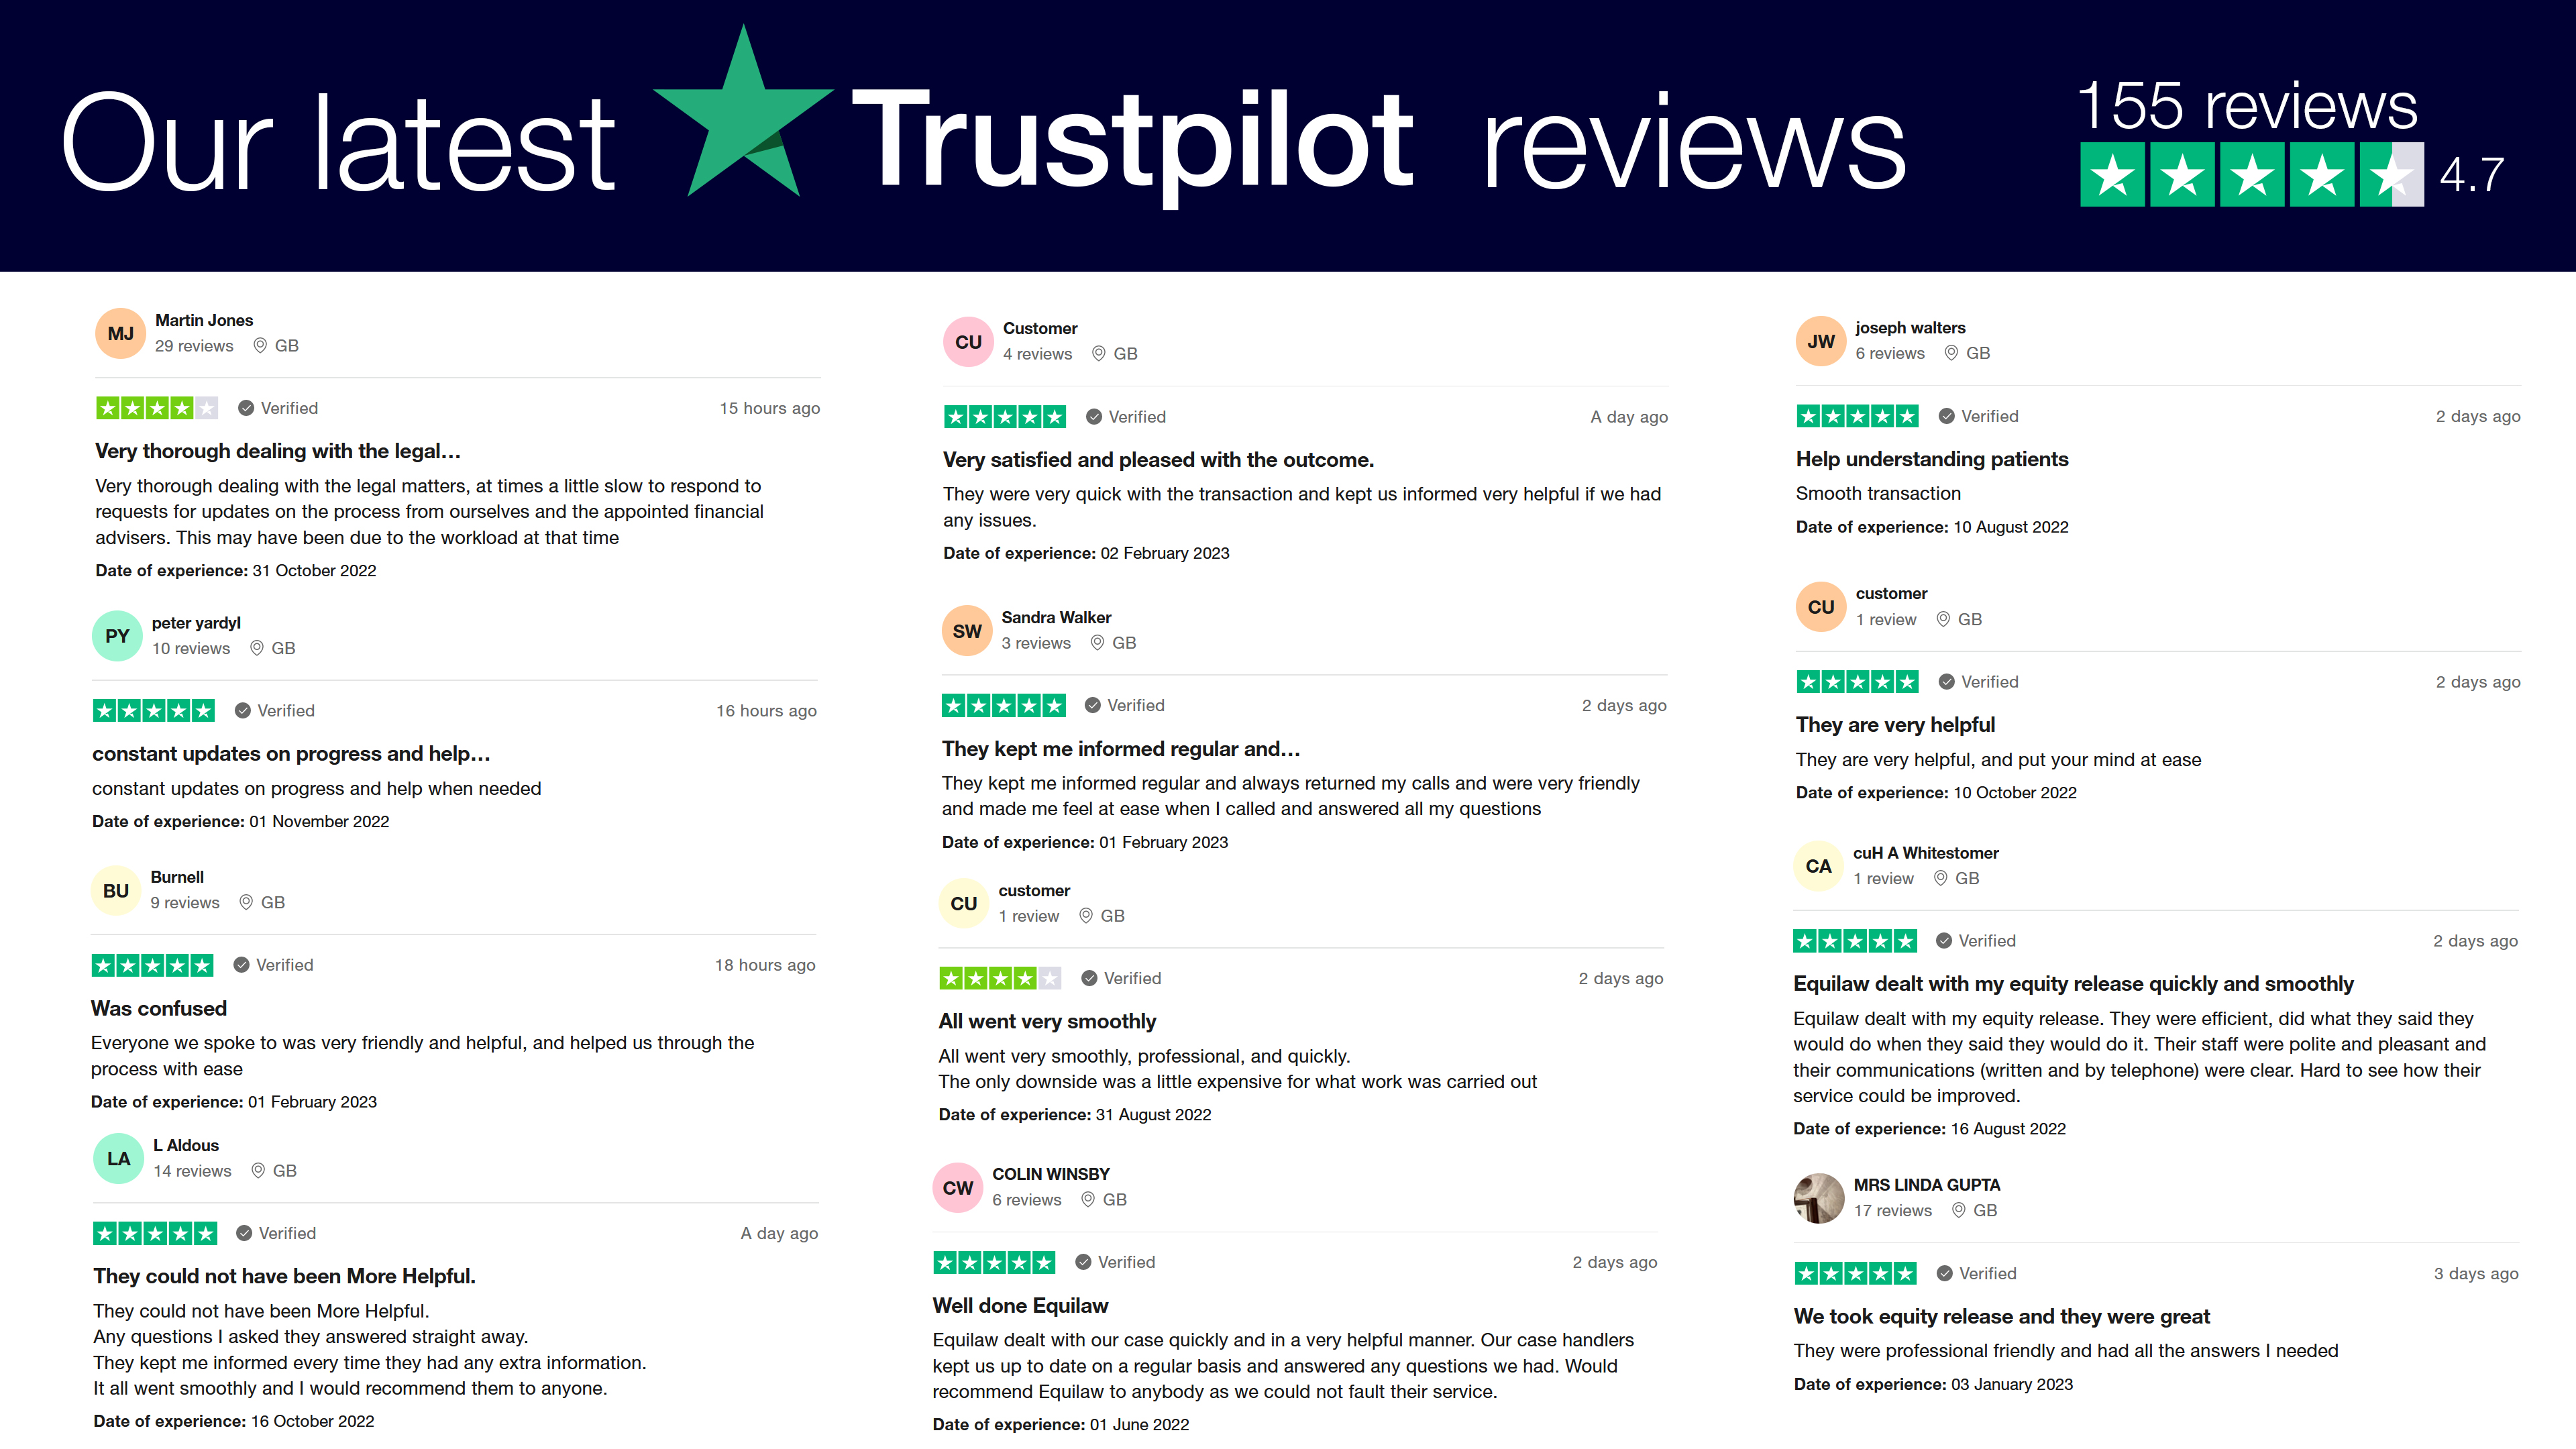 Our latest Trustpilot reviews
155 reviews
4.7
MJ
Martin Jones
29 reviews GB
Verified 15 hours ago
Very thorough dealing with the legal…
Very thorough dealing with the legal matters, at times a little slow to respond to
requests for updates on the process from ourselves and the appointed financial
advisers. This may have been due to the workload at that time
Date of experience: 31 October 2022
PY
peter yardyl
10 reviews GB
Verified 16 hours ago
constant updates on progress and help…
constant updates on progress and help when needed
Date of experience: 01 November 2022
BU
Burnell
9 reviews GB
Verified 18 hours ago
Was confused
Everyone we spoke to was very friendly and helpful, and helped us through the
process with ease
Date of experience: 01 February 2023
LA
L Aldous
14 reviews GB
Verified A day ago
They could not have been More Helpful.
They could not have been More Helpful.
Any questions I asked they answered straight away.
They kept me informed every time they had any extra information.
It all went smoothly and I would recommend them to anyone.
Date of experience: 16 October 2022
CU
Customer
4 reviews GB
Verified A day ago
Very satisfied and pleased with the outcome.
They were very quick with the transaction and kept us informed very helpful if we had
any issues.
Date of experience: 02 February 2023
SW
Sandra Walker
3 reviews GB
Verified 2 days ago
They kept me informed regular and…
They kept me informed regular and always returned my calls and were very friendly
and made me feel at ease when I called and answered all my questions
Date of experience: 01 February 2023
CU
customer
1 review GB
Verified 2 days ago
All went very smoothly
All went very smoothly, professional, and quickly.
The only downside was a little expensive for what work was carried out
Date of experience: 31 August 2022
CW
COLIN WINSBY
6 reviews GB
Verified 2 days ago
Well done Equilaw
Equilaw dealt with our case quickly and in a very helpful manner. Our case handlers
kept us up to date on a regular basis and answered any questions we had. Would
recommend Equilaw to anybody as we could not fault their service.
Date of experience: 01 June 2022
JW
joseph walters
6 reviews GB
Verified 2 days ago
Help understanding patients
Smooth transaction
Date of experience: 10 August 2022
CU
customer
1 review GB
Verified 2 days ago
They are very helpful
They are very helpful, and put your mind at ease
Date of experience: 10 October 2022
CA
cuH A Whitestomer
1 review GB
Verified 2 days ago
Equilaw dealt with my equity release quickly and smoothly
Equilaw dealt with my equity release. They were efficient, did what they said they
would do when they said they would do it. Their staff were polite and pleasant and
their communications (written and by telephone) were clear. Hard to see how their
service could be improved.
Date of experience: 16 August 2022
MRS LINDA GUPTA
17 reviews GB
Verified 3 days ago
We took equity release and they were great
They were professional friendly and had all the answers I needed
Date of experience: 03 January 2023